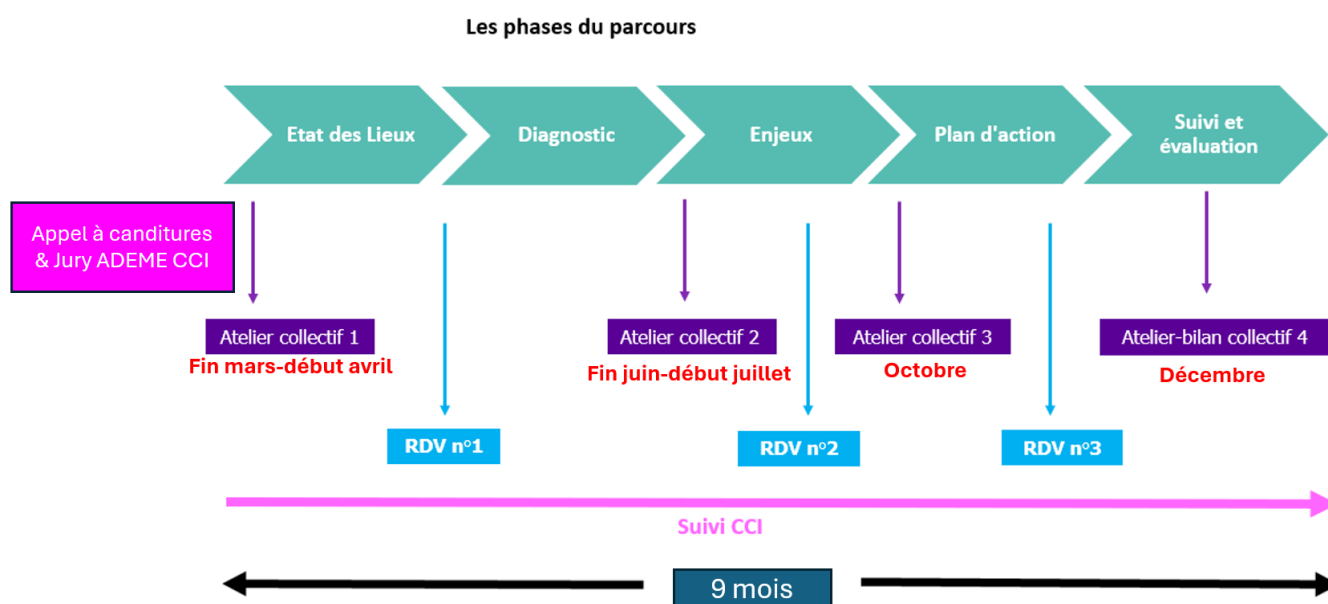 Les phases du parcours
Etat des Lieux
Diagnostic
Enjeux
Plan d'action
Suivi et
évaluation
Appel à canditures
& Jury ADEME CCI
Atelier collectif 1
Fin mars-début avril
Atelier collectif 2
Fin juin-début juillet
Atelier collectif 3
Octobre
Atelier-bilan collectif 4
Décembre
RDV n°1
RDV n°2
RDV n°3
Suivi CCI
9 mois